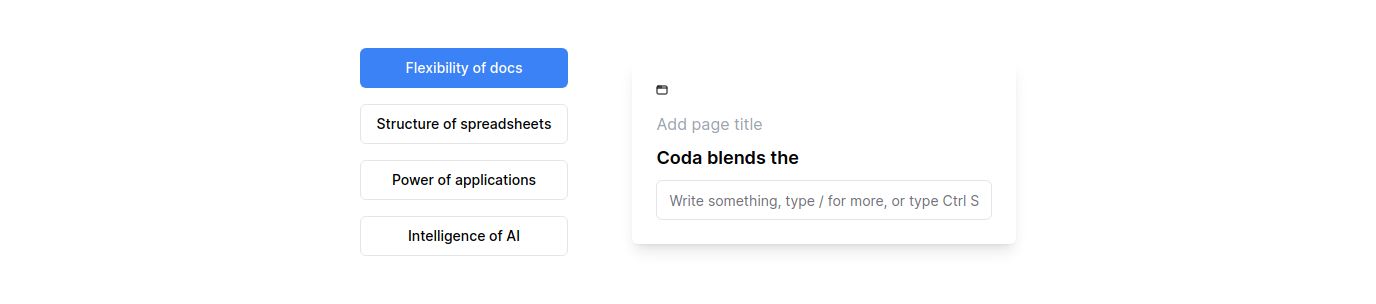 Flexibility of docs
Structure of spreadsheets
Power of applications
Intelligence of AI
Add page title
Coda blends the
Write something, type / for more, or type Ctrl S